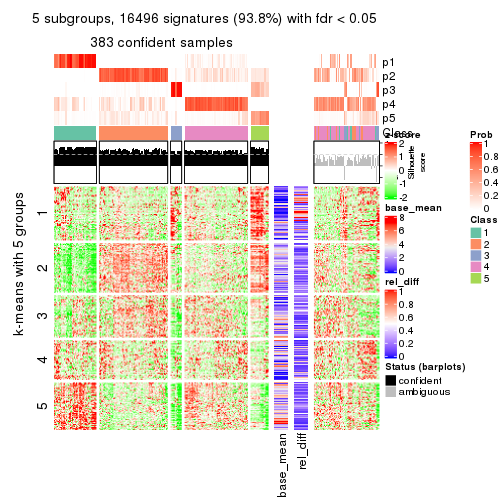 5 subgroups, 16496 signatures (93.8%) with fdr < 0.05
383 confident samples
p1
p2
p3
p4
p5
Class
z-score
2
1
0
-1
-2
Silhouette
score
Prob
1
0.8
0.6
0.4
0.2
0
base_mean
8
6
4
2
0
Class
1
2
3
4
5
rel_diff
1
0.8
0.6
0.4
0.2
0
Status (barplots)
confident
ambiguous
k-means with 5 groups
1
2
3
4
5
base_mean
rel_diff